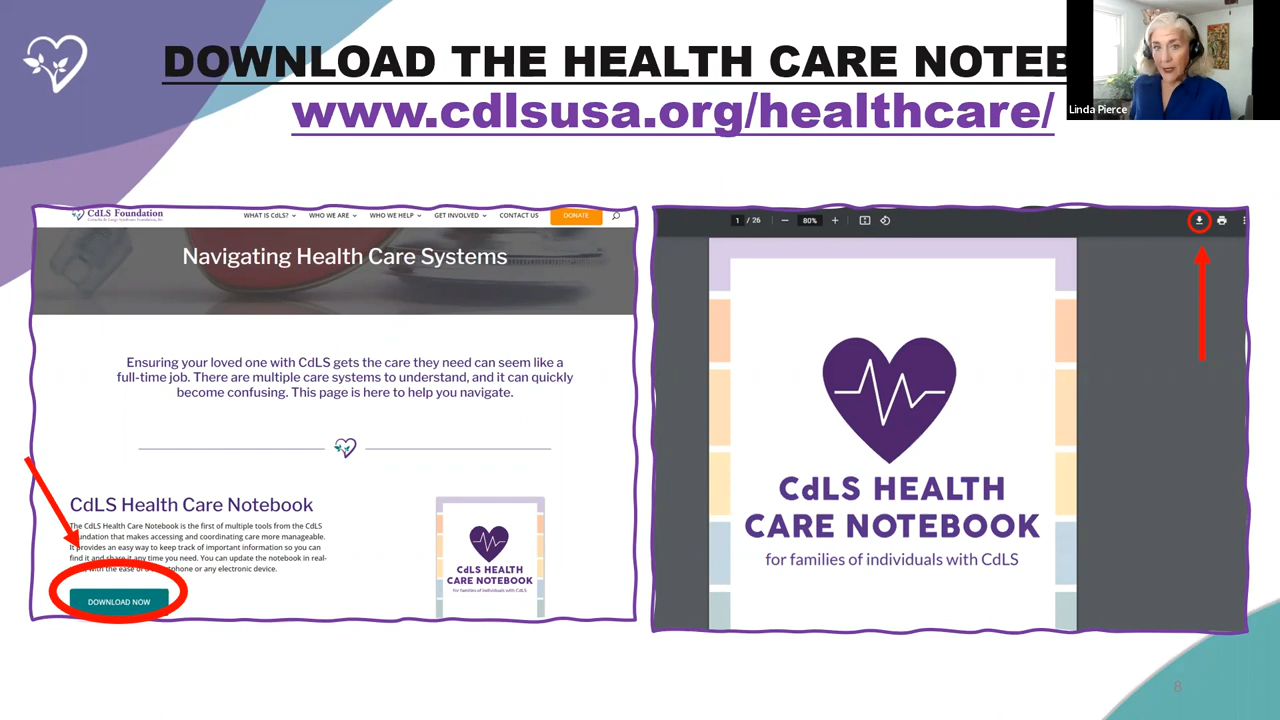 DOWNLOAD THE HEALTH CARE NOTEB
www.cdlsusa.org/healthcare/
Linda Pierce
CdLS Foundation
Cornelia de Lange Syndrome Foundation, Inc.
WHAT IS CdLS?
WHO WE ARE
WHO WE HELP
GET INVOLVED
CONTACT US
DONATE
Navigating Health Care Systems
Ensuring your loved one with CdLS gets the care they need can seem like a
full-time job. There are multiple care systems to understand, and it can quickly
become confusing. This page is here to help you navigate.
CdLS Health Care Notebook
The CdLS Health Care Notebook is the first of multiple tools from the CdLS
oundation that makes accessing and coordinating care more manageable.
It provides an easy way to keep track of important information so you can
find it and share it any time you need. You can update the notebook in real-
with the ease of a smartphone or any electronic device.
DOWNLOAD NOW
CdLS HEALTH
CARE NOTEBOOK
for families of individuals with CdLS
1 / 26
80%
CdLS HEALTH
CARE NOTEBOOK
for families of individuals with CdLS
8